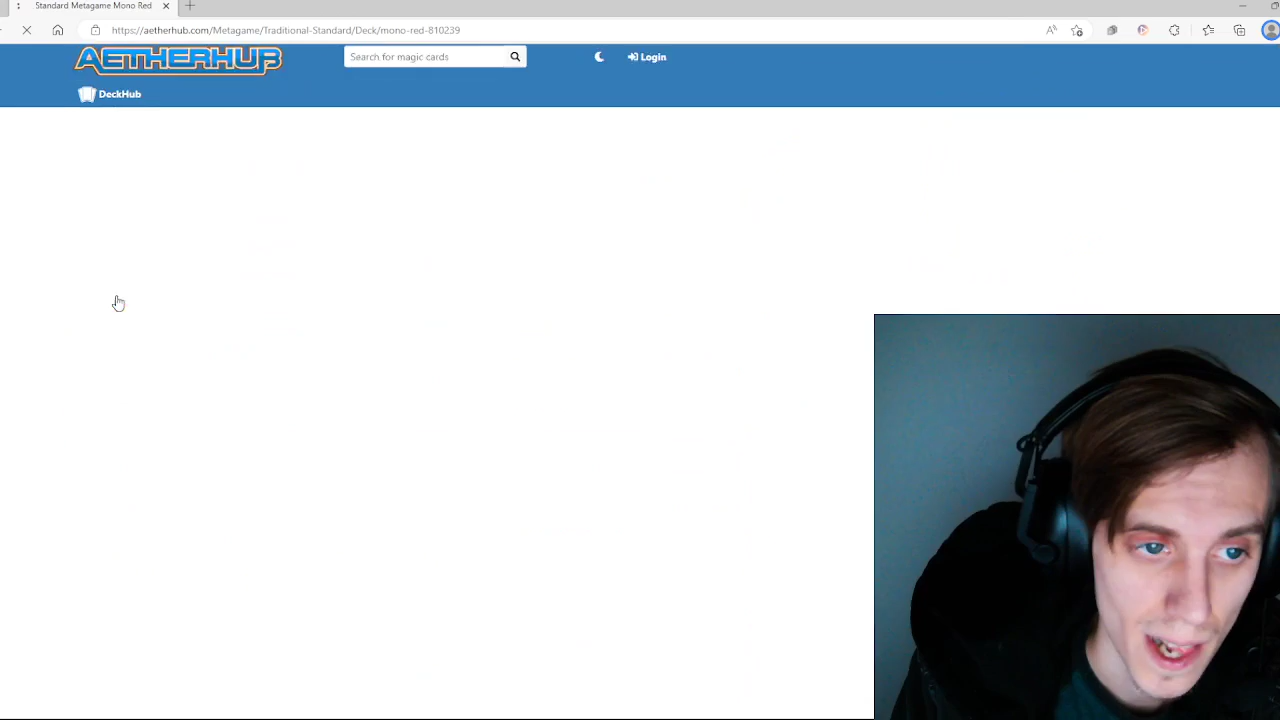 Standard Metagame Mono Red
https://aetherhub.com/Metagame/Traditional-Standard/Deck/mono-red-810239
AETHERHUB
Search for magic cards
Login
DeckHub